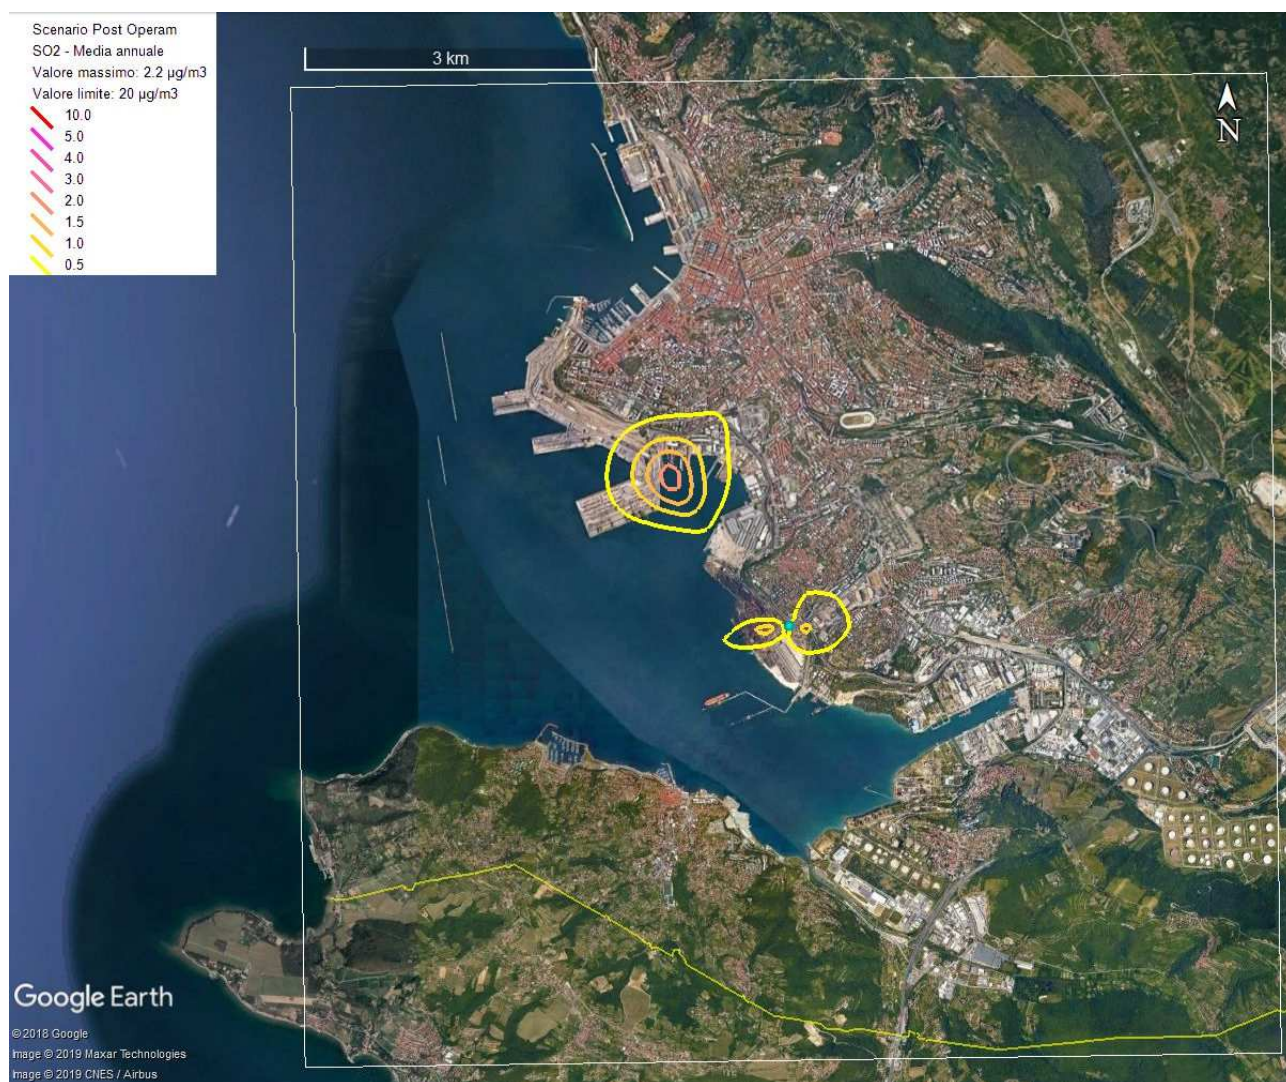 Scenario Post Operam
SO2 - Media annuale
Valore massimo: 2.2 µg/m3
Valore limite: 20 µg/m3
10.0
5.0
4.0
3.0
2.0
1.5
1.0
0.5
3 km
N
Google Earth
© 2018 Google
Image © 2019 Maxar Technologies
Image © 2019 CNES / Airbus